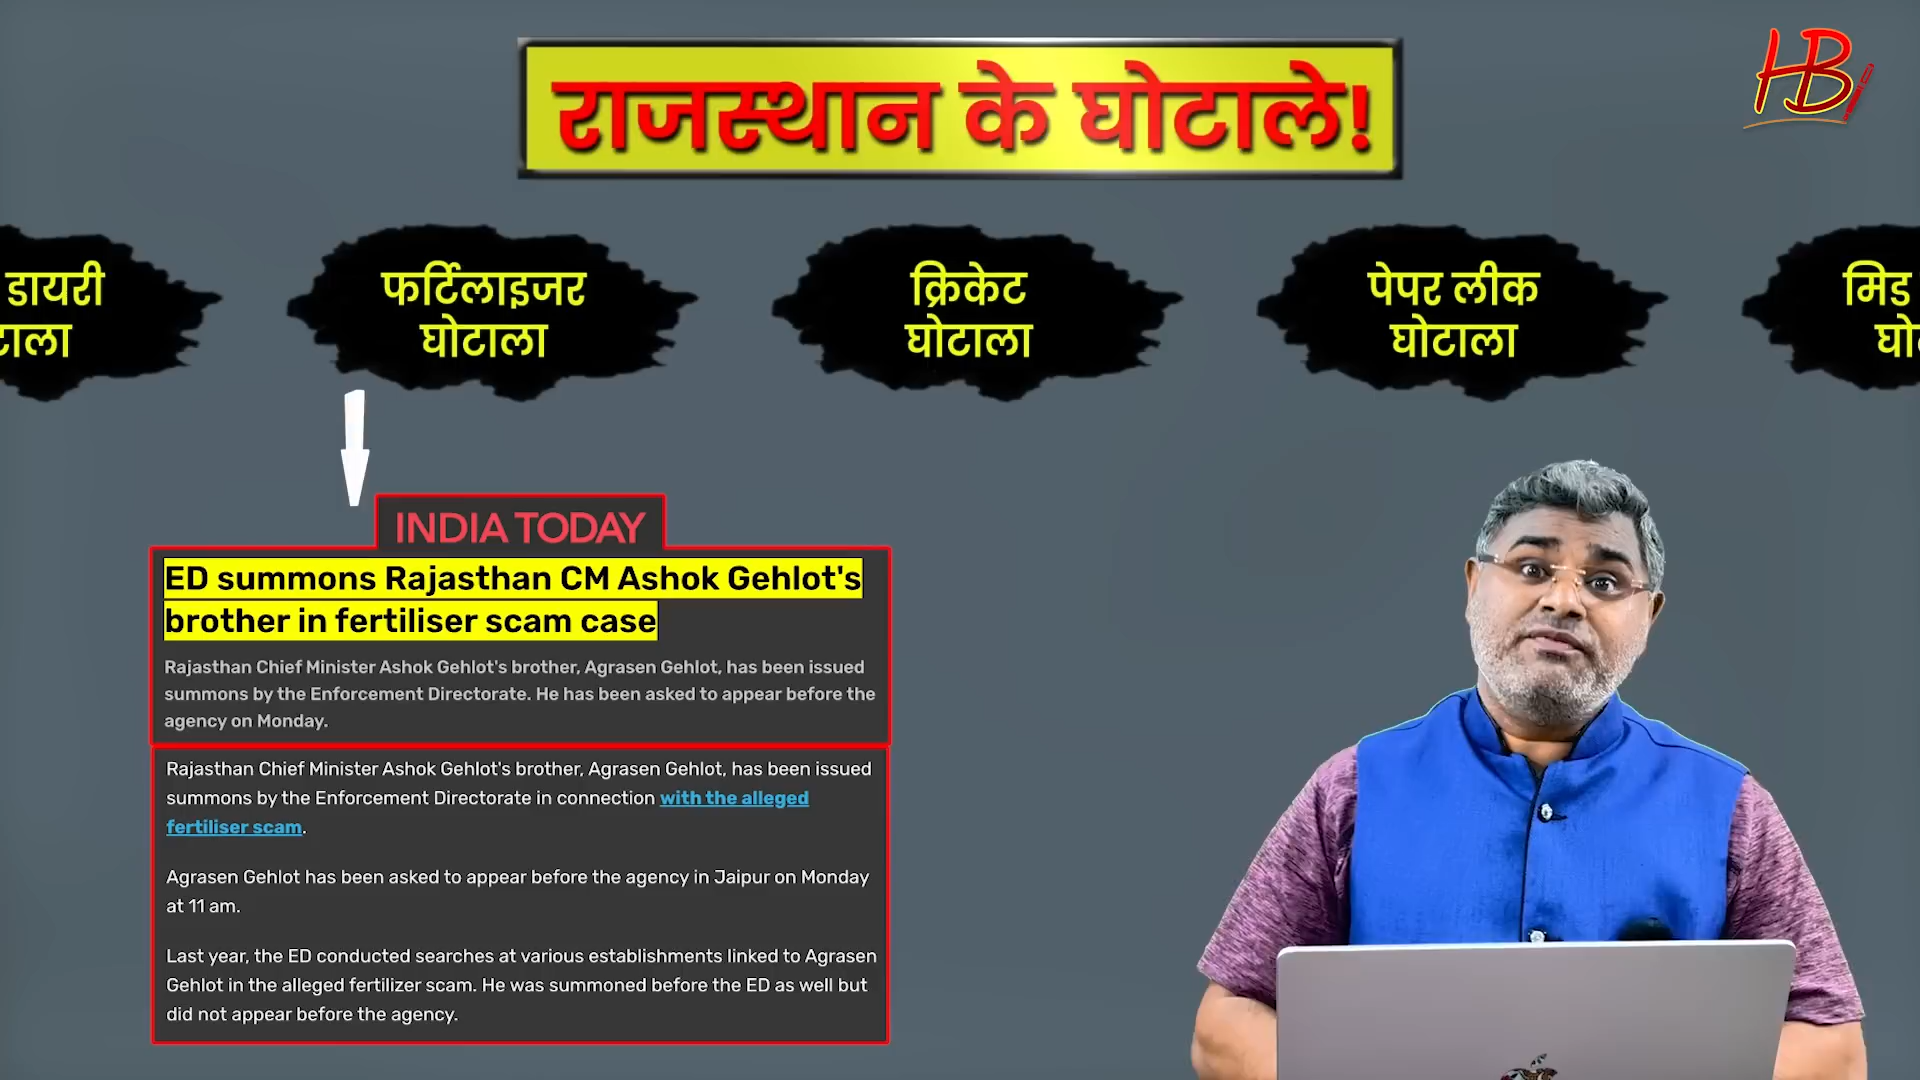 राजस्थान के घोटाले!
HB
डायरी
फर्टिलाइजर
घोटाला
क्रिकेट
घोटाला
पेपर लीक
घोटाला
मिड
INDIA TODAY
ED summons Rajasthan CM Ashok Gehlot's
brother in fertiliser scam case
Rajasthan Chief Minister Ashok Gehlot's brother, Agrasen Gehlot, has been issued
summons by the Enforcement Directorate. He has been asked to appear before the
agency on Monday.
Rajasthan Chief Minister Ashok Gehlot's brother, Agrasen Gehlot, has been issued
summons by the Enforcement Directorate in connection with the alleged
fertiliser scam.
Agrasen Gehlot has been asked to appear before the agency in Jaipur on Monday
at 11 am.
Last year, the ED conducted searches at various establishments linked to Agrasen
Gehlot in the alleged fertilizer scam. He was summoned before the ED as well but
did not appear before the agency.